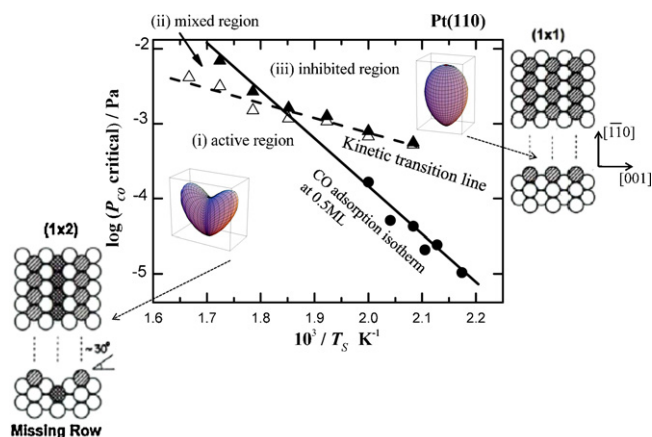 (ii) mixed region
Pt(110)
(1x1)
(iii) inhibited region
[1̅10]
[001]
(i) active region
Kinetic transition line
CO adsorption isotherm
at 0.5ML
log (P_CO critical) / Pa
-2
-3
-4
-5
1.6 1.7 1.8 1.9 2.0 2.1 2.2
10³ / T_S K⁻¹
(1x2)
~30°
Missing Row